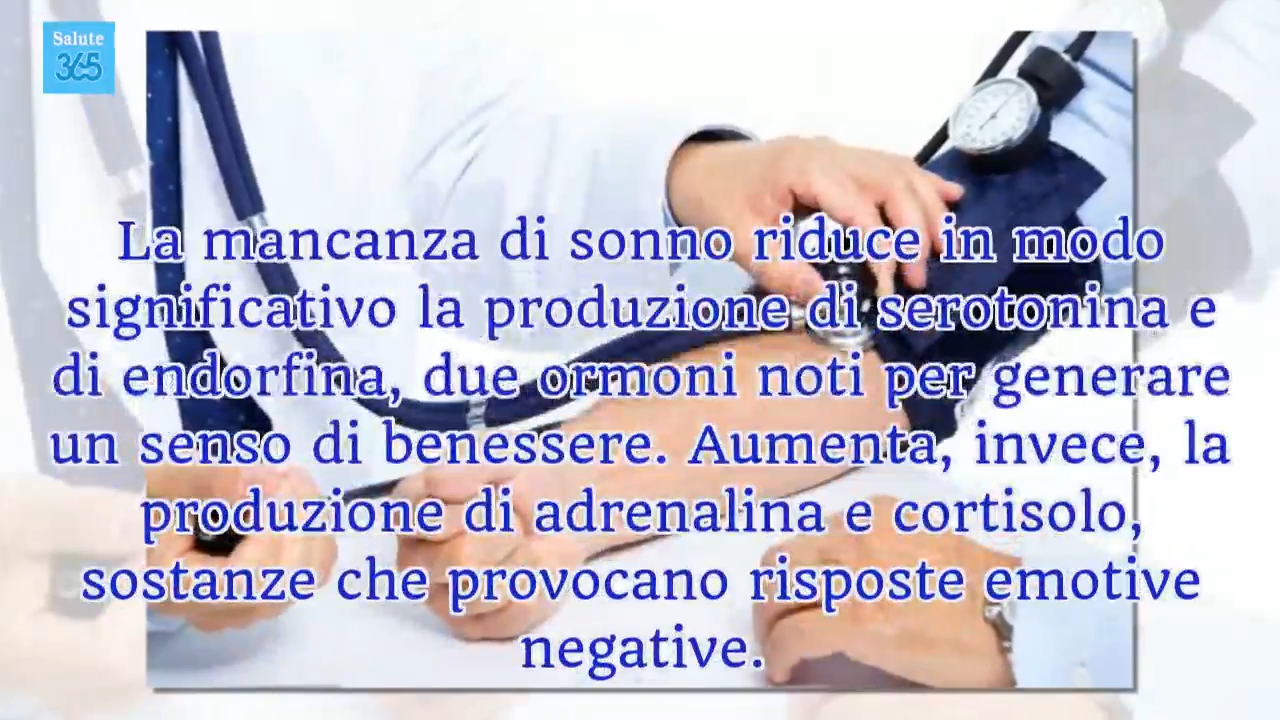 Salute
365
La mancanza di sonno riduce in modo
significativo la produzione di serotonina e
di endorfina, due ormoni noti per generare
un senso di benessere. Aumenta, invece, la
produzione di adrenalina e cortisolo,
sostanze che provocano risposte emotive
negative.